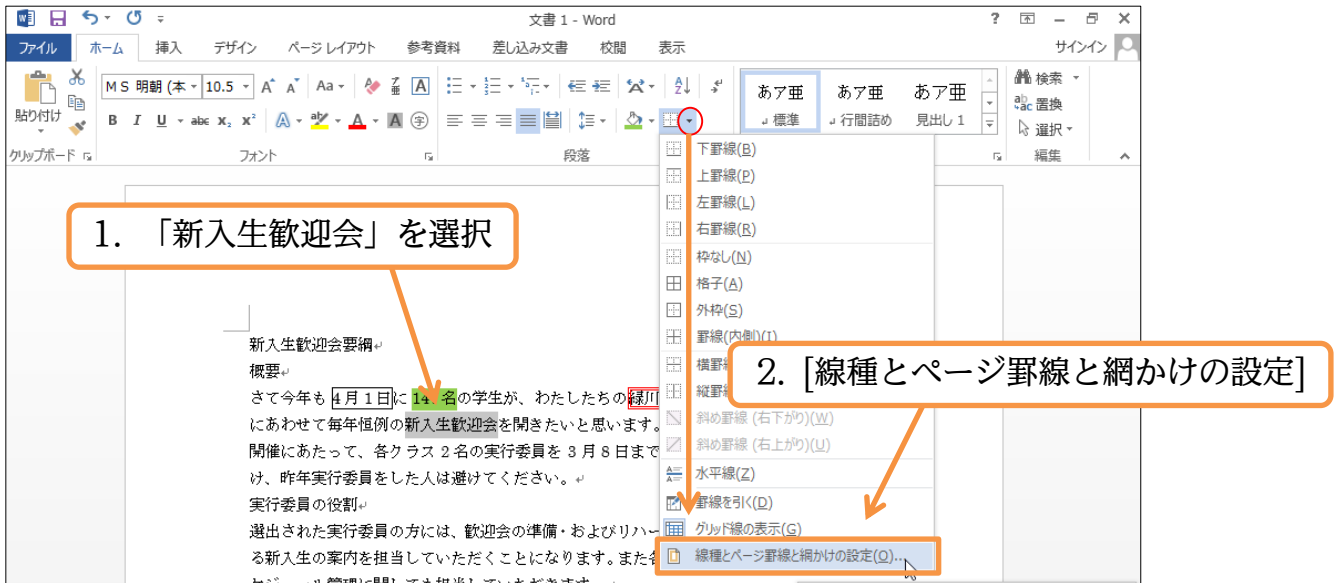 文書 1 - Word
ファイル ホーム 挿入 デザイン ページ レイアウト 参考資料 差し込み文書 校閲 表示 サインイン
ＭＳ 明朝 (本 10.5 Aa
貼り付け
B I U abc X₂ X² A ab A A 字
あア亜 あア亜 あア亜
標準 行間詰め 見出し 1
検索
置換
選択
クリップボード フォント 段落 編集
下罫線(B)
上罫線(P)
左罫線(L)
右罫線(R)
枠なし(N)
格子(A)
外枠(S)
罫線(内側)(I)
斜め罫線 (右下がり)(W)
斜め罫線 (右上がり)(U)
水平線(Z)
罫線を引く(D)
グリッド線の表示(G)
線種とページ罫線と網かけの設定(O)...
1. 「新入生歓迎会」を選択
2. [線種とページ罫線と網かけの設定]
新入生歓迎会要綱
概要
さて今年も 4月1日に 名の学生が、わたしたちの緑川
にあわせて毎年恒例の新入生歓迎会を開きたいと思います。
開催にあたって、各クラス２名の実行委員を３月８日まで
け、昨年実行委員をした人は避けてください。
実行委員の役割
選出された実行委員の方には、歓迎会の準備・およびリハー
る新入生の案内を担当していただくことになります。また